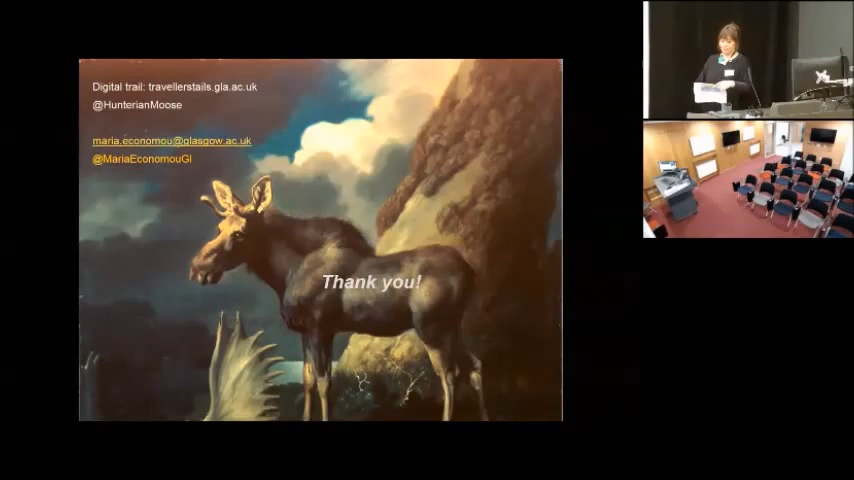 Digital trail: travellerstails.gla.ac.uk
@HunterianMoose
maria.economou@glasgow.ac.uk
@MariaEconomouGl
Thank you!